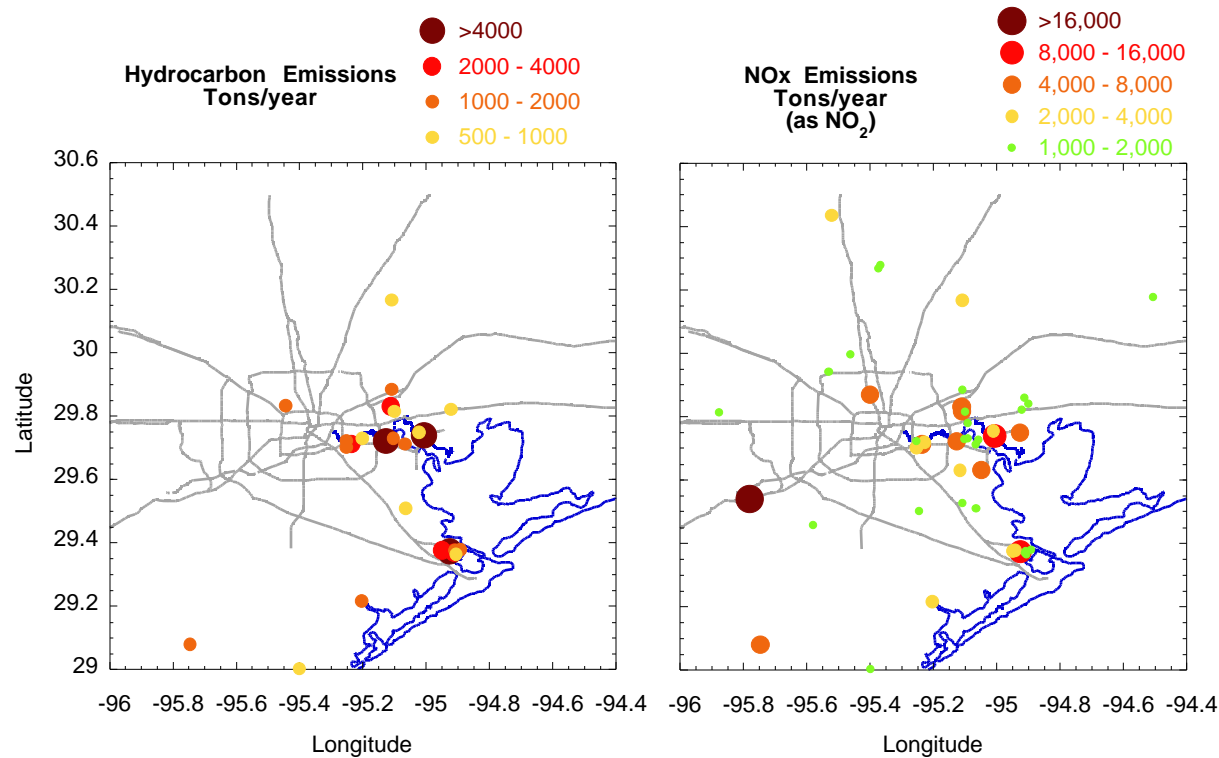 Hydrocarbon Emissions
Tons/year
>4000
2000 - 4000
1000 - 2000
500 - 1000
NOx Emissions
Tons/year
(as NO2)
>16,000
8,000 - 16,000
4,000 - 8,000
2,000 - 4,000
1,000 - 2,000
Latitude
30.6
30.4
30.2
30
29.8
29.6
29.4
29.2
29
-96 -95.8 -95.6 -95.4 -95.2 -95 -94.8 -94.6 -94.4
Longitude
-96 -95.8 -95.6 -95.4 -95.2 -95 -94.8 -94.6 -94.4
Longitude